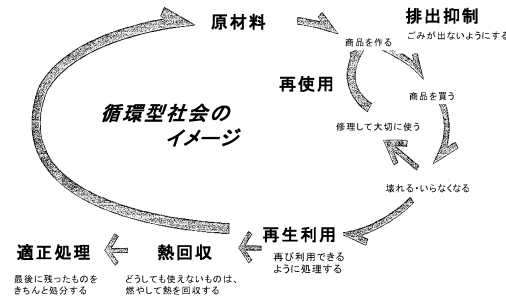 原材料
排出抑制
ごみが出ないようにする
商品を作る
再使用
商品を買う
循環型社会の
イメージ
修理して大切に使う
壊れる・いらなくなる
再生利用
再び利用できる
ように処理する
熱回収
どうしても使えないものは、
燃やして熱を回収する
適正処理
最後に残ったものを
きちんと処分する